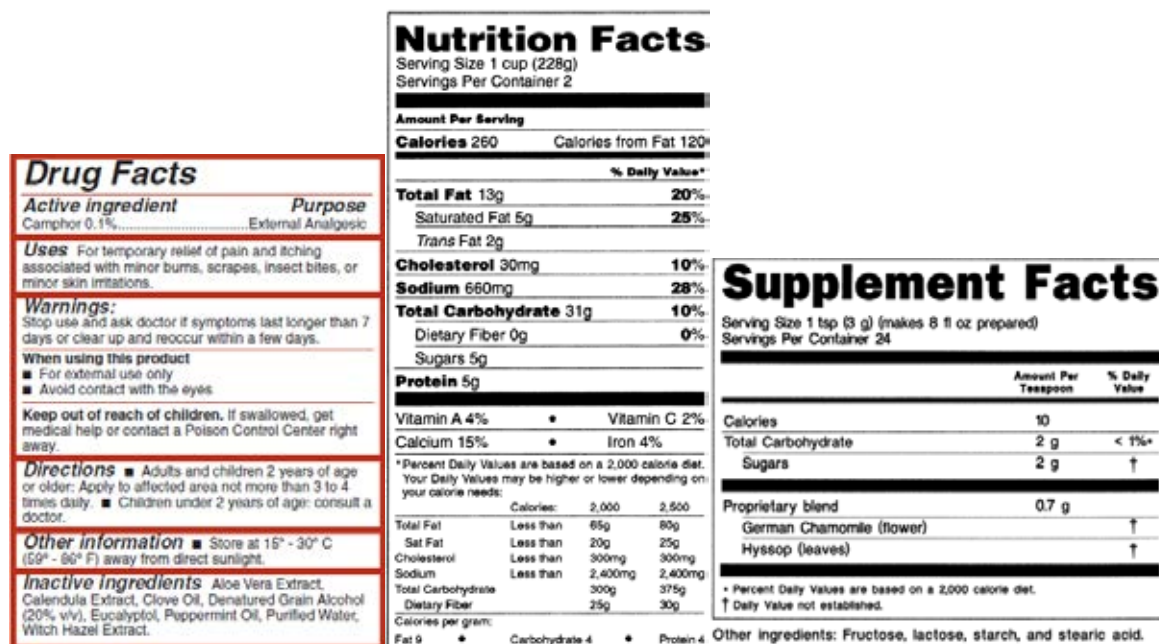 Drug Facts
Active ingredient Purpose
Camphor 0.1%................................External Analgesic
Uses For temporary relief of pain and itching
associated with minor burns, scrapes, insect bites, or
minor skin irritations.
Warnings:
Stop use and ask doctor if symptoms last longer than 7
days or clear up and reoccur within a few days.
When using this product
■ For external use only
■ Avoid contact with the eyes
Keep out of reach of children. If swallowed, get
medical help or contact a Poison Control Center right
away.
Directions ■ Adults and children 2 years of age
or older: Apply to affected area not more than 3 to 4
times daily. ■ Children under 2 years of age: consult a
doctor.
Other information ■ Store at 15° - 30° C
(59° - 86° F) away from direct sunlight.
Inactive ingredients Aloe Vera Extract,
Calendula Extract, Clove Oil, Denatured Grain Alcohol
(20% v/v), Eucalyptol, Peppermint Oil, Purified Water,
Witch Hazel Extract.
Nutrition Facts
Serving Size 1 cup (228g)
Servings Per Container 2
Amount Per Serving
Calories 260 Calories from Fat 120
% Daily Value*
Total Fat 13g 20%
Saturated Fat 5g 25%
Trans Fat 2g
Cholesterol 30mg 10%
Sodium 660mg 28%
Total Carbohydrate 31g 10%
Dietary Fiber 0g 0%
Sugars 5g
Protein 5g
Vitamin A 4% • Vitamin C 2%
Calcium 15% • Iron 4%
*Percent Daily Values are based on a 2,000 calorie diet.
Your Daily Values may be higher or lower depending on
your calorie needs:
Calories: 2,000 2,500
Total Fat Less than 65g 80g
Sat Fat Less than 20g 25g
Cholesterol Less than 300mg 300mg
Sodium Less than 2,400mg 2,400mg
Total Carbohydrate 300g 375g
Dietary Fiber 25g 30g
Calories per gram:
Fat 9 • Carbohydrate 4 • Protein 4
Supplement Facts
Serving Size 1 tsp (3 g) (makes 8 fl oz prepared)
Servings Per Container 24
Amount Per % Daily
Teaspoon Value
Calories 10
Total Carbohydrate 2 g < 1%*
Sugars 2 g †
Proprietary blend 0.7 g
German Chamomile (flower) †
Hyssop (leaves) †
* Percent Daily Values are based on a 2,000 calorie diet.
† Daily Value not established.
Other ingredients: Fructose, lactose, starch, and stearic acid.